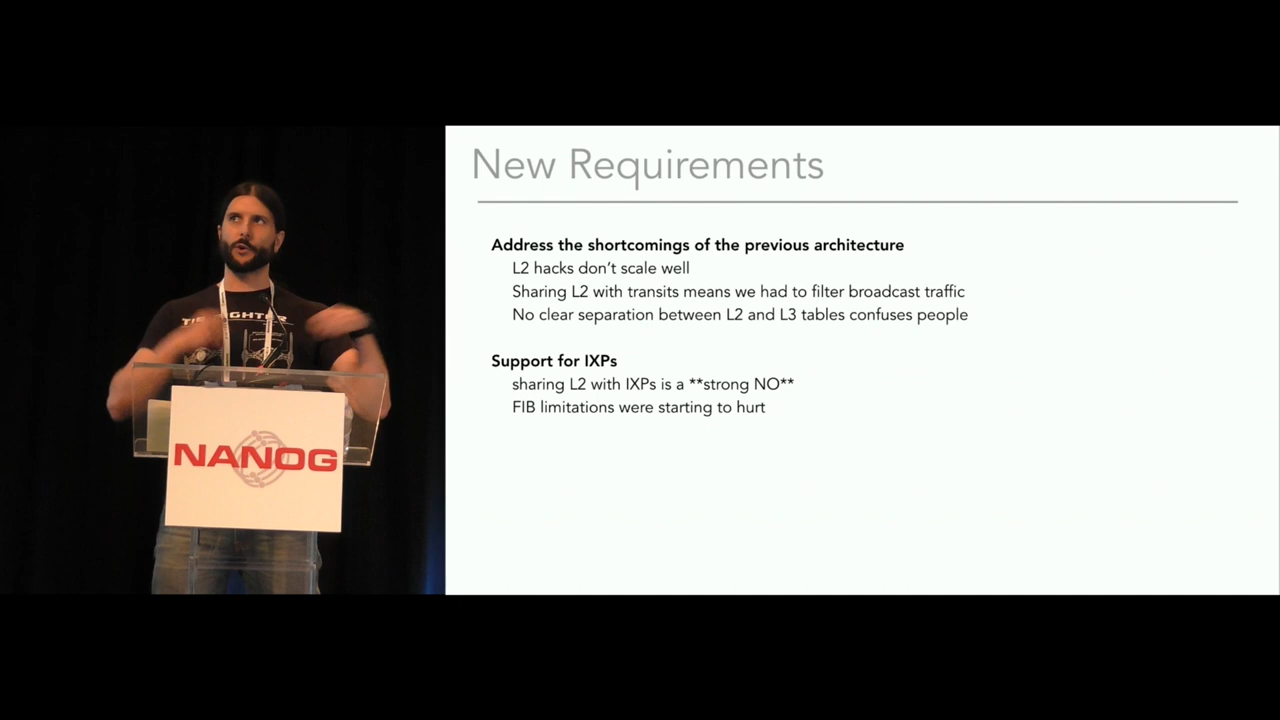 New Requirements
Address the shortcomings of the previous architecture
L2 hacks don't scale well
Sharing L2 with transits means we had to filter broadcast traffic
No clear separation between L2 and L3 tables confuses people
Support for IXPs
sharing L2 with IXPs is a **strong NO**
FIB limitations were starting to hurt
TIE FIGHTER
NANOG